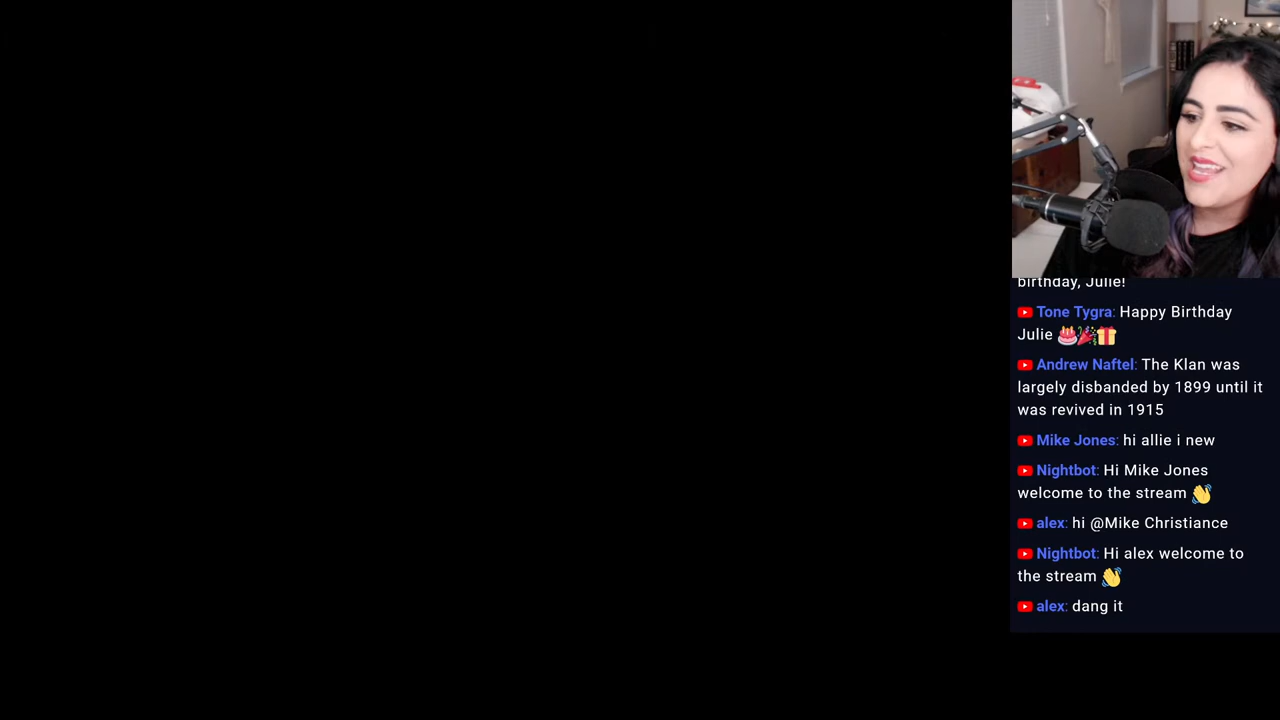 birthday, Julie!
Tone Tygra: Happy Birthday
Julie 🎂🎉🎁
Andrew Naftel: The Klan was
largely disbanded by 1899 until it
was revived in 1915
Mike Jones: hi allie i new
Nightbot: Hi Mike Jones
welcome to the stream 👋
alex: hi @Mike Christiance
Nightbot: Hi alex welcome to
the stream 👋
alex: dang it